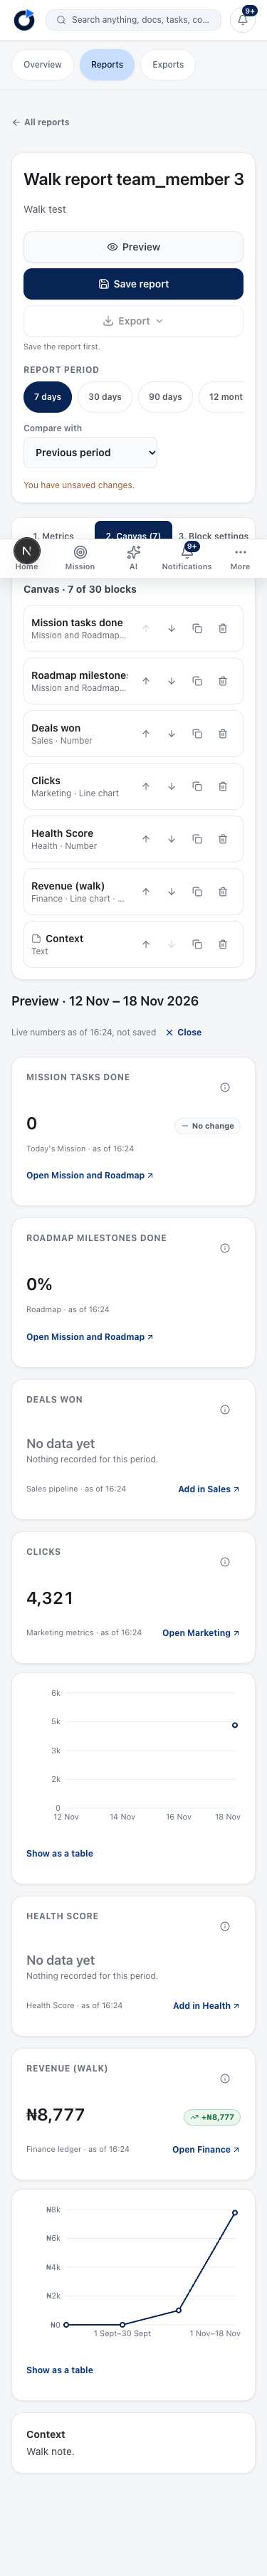 Search anything, docs, tasks, co...
9+
Overview
Reports
Exports
All reports
Walk report team_member 3
Walk test
Preview
Save report
Export
Save the report first.
REPORT PERIOD
7 days
30 days
90 days
12 mont
Compare with
Previous period
You have unsaved changes.
1. Metrics
2. Canvas (7)
3. Block settings
N
9+
Home
Mission
AI
Notifications
More
Canvas · 7 of 30 blocks
Mission tasks done
Mission and Roadmap...
Roadmap milestones
Mission and Roadmap...
Deals won
Sales · Number
Clicks
Marketing · Line chart
Health Score
Health · Number
Revenue (walk)
Finance · Line chart · ...
Context
Text
Preview · 12 Nov – 18 Nov 2026
Live numbers as of 16:24, not saved
Close
MISSION TASKS DONE
0
No change
Today's Mission · as of 16:24
Open Mission and Roadmap
ROADMAP MILESTONES DONE
0%
Roadmap · as of 16:24
Open Mission and Roadmap
DEALS WON
No data yet
Nothing recorded for this period.
Sales pipeline · as of 16:24
Add in Sales
CLICKS
4,321
Marketing metrics · as of 16:24
Open Marketing
6k
5k
3k
2k
0
12 Nov
14 Nov
16 Nov
18 Nov
Show as a table
HEALTH SCORE
No data yet
Nothing recorded for this period.
Health Score · as of 16:24
Add in Health
REVENUE (WALK)
₦8,777
+₦8,777
Finance ledger · as of 16:24
Open Finance
₦8k
₦6k
₦4k
₦2k
₦0
1 Sept–30 Sept
1 Nov–18 Nov
Show as a table
Context
Walk note.